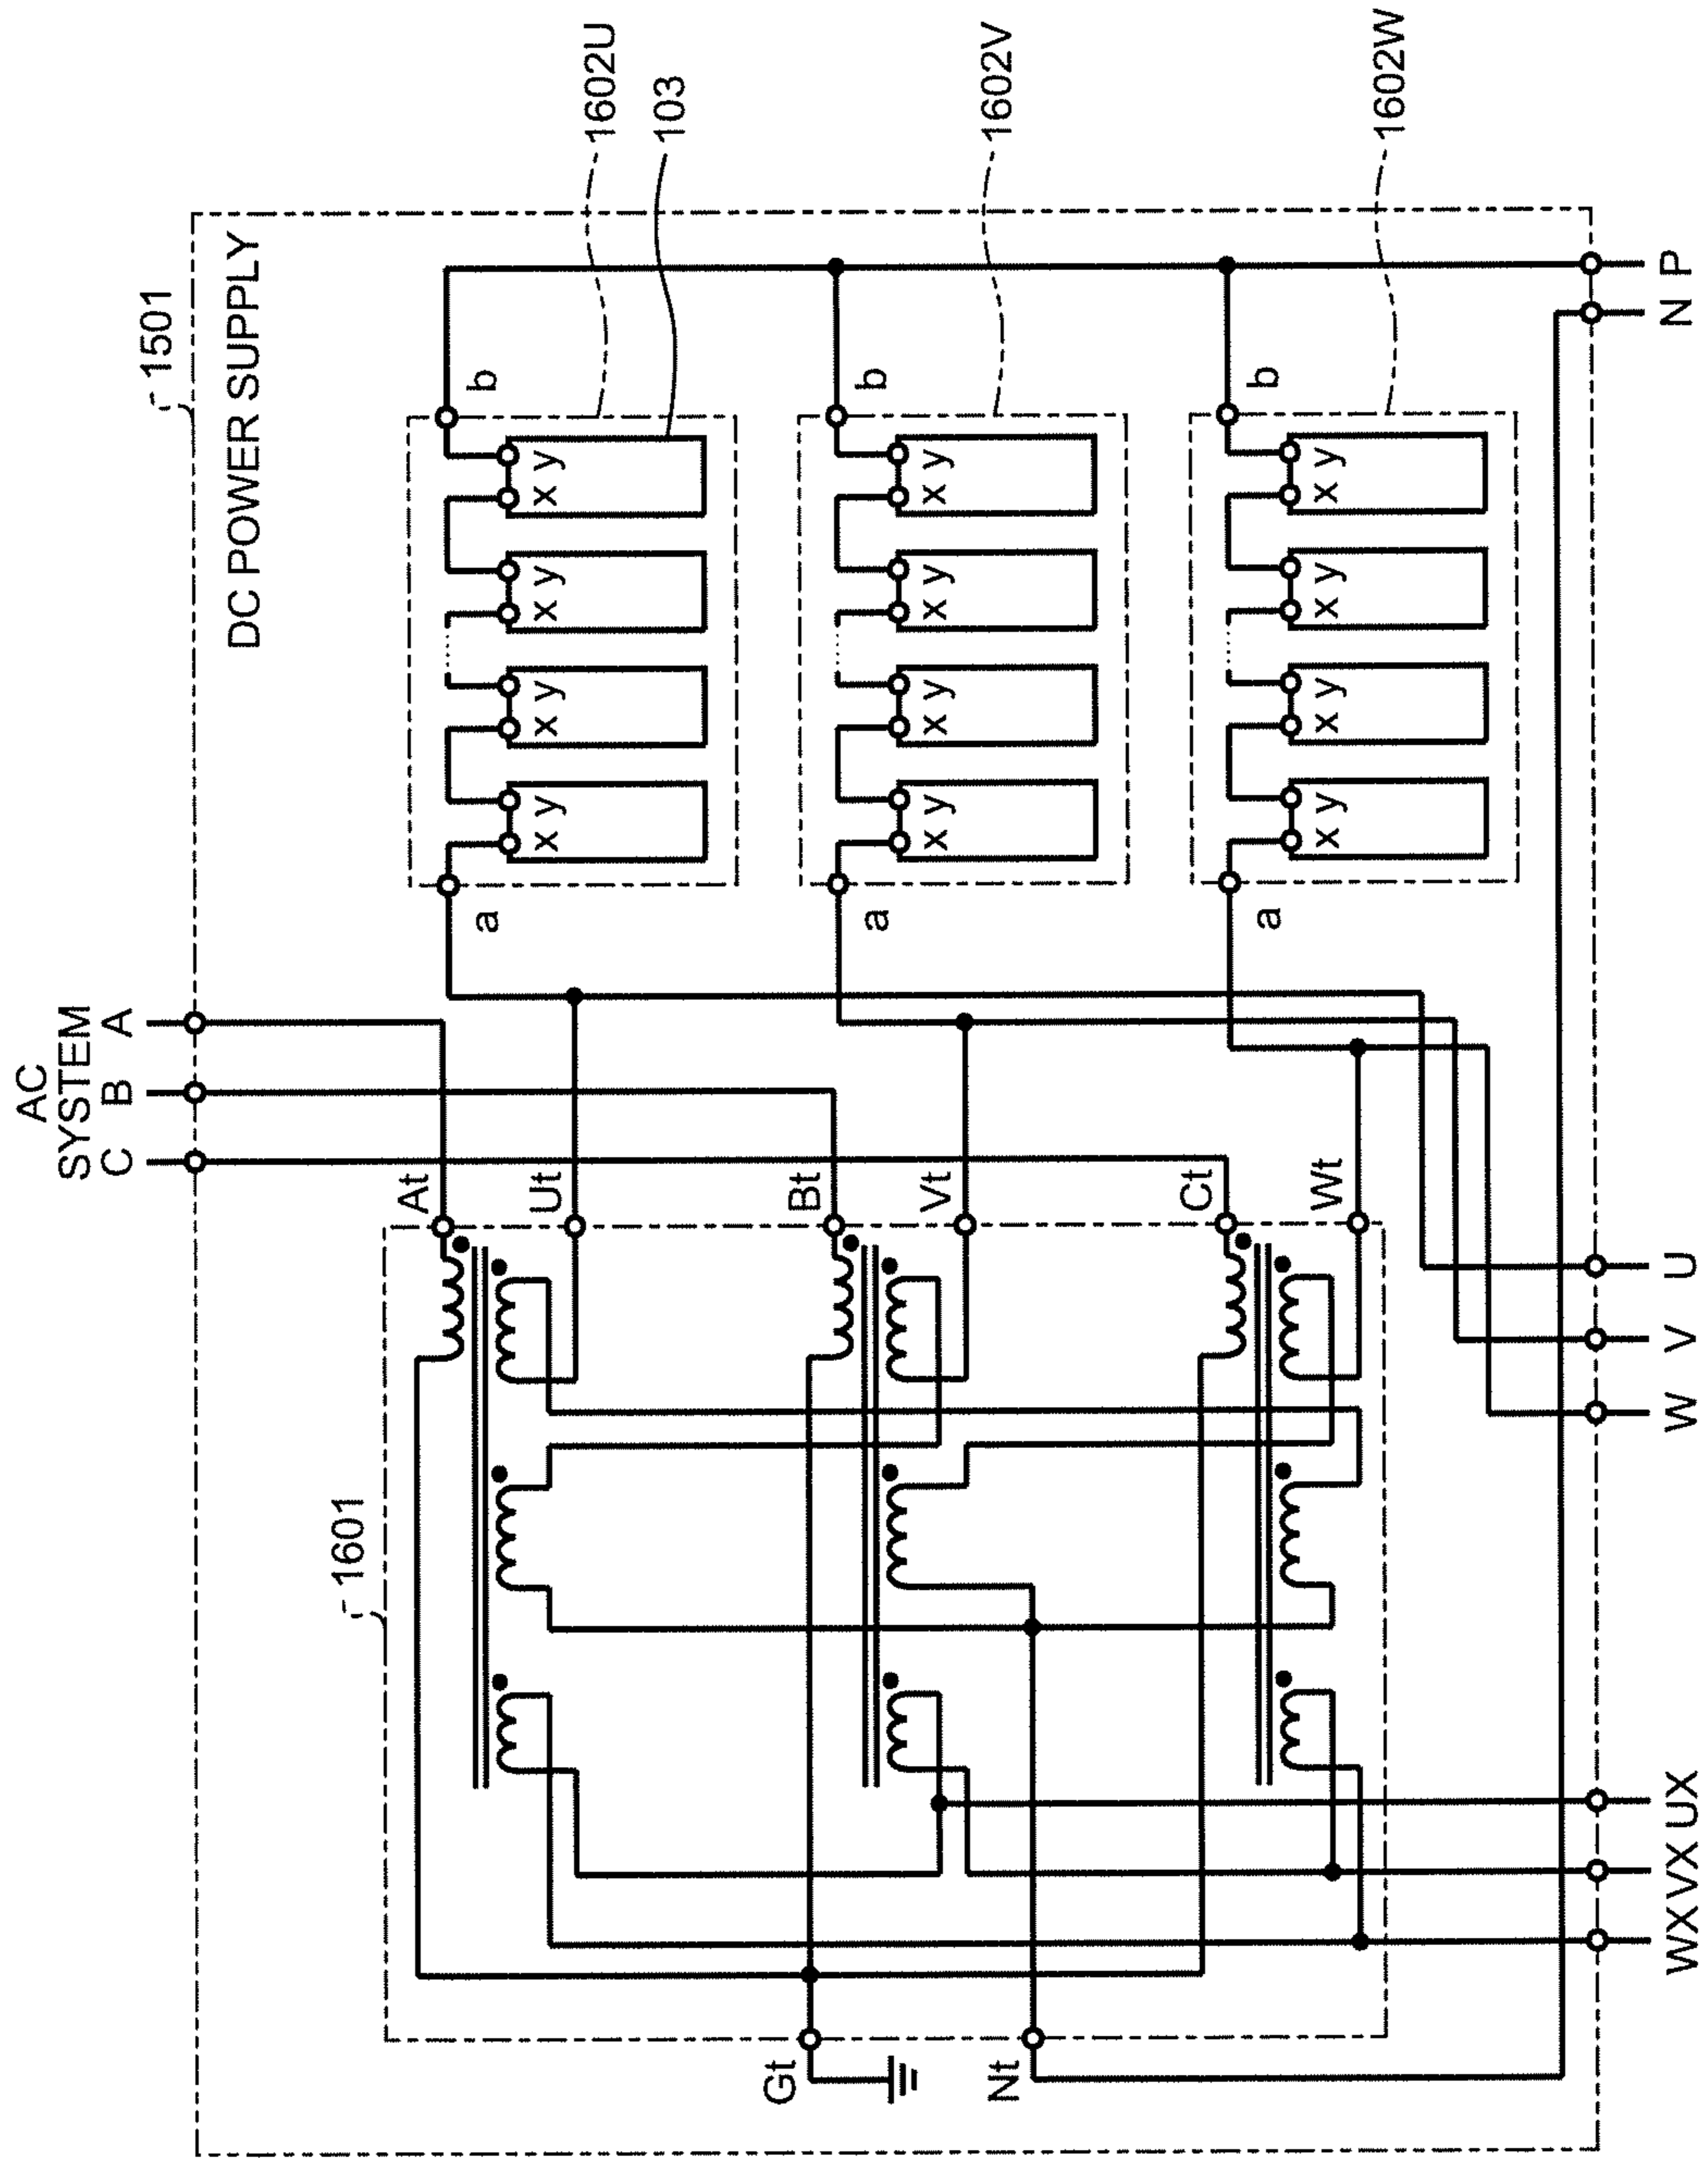 AC
SYSTEM
C B A
1501
DC POWER SUPPLY
1602U
103
1602V
1602W
1601
At
Ut
Bt
Vt
Ct
Wt
Gt
Nt
a
b
x y
x y
x y
x y
a
b
x y
x y
x y
x y
a
b
x y
x y
x y
x y
WX VX UX
W V U
N P